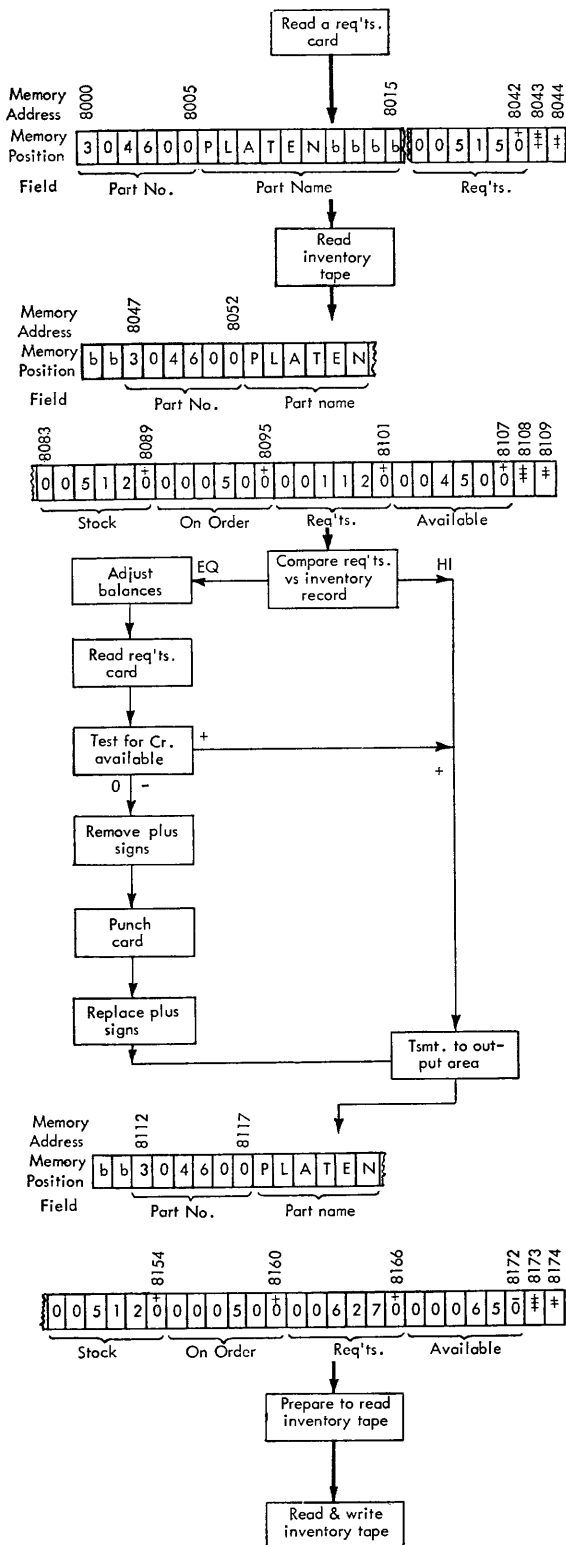 Read a req'ts.
card
8000 8005 8015 8042 8043 8044
Memory
Address
Memory
Position
3 0 4 6 0 0 P L A T E N b b b b 0 0 5 1 5 +0 ‡ ‡
Field Part No. Part Name Req'ts.
Read
inventory
tape
8047 8052
Memory
Address
Memory
Position
b b 3 0 4 6 0 0 P L A T E N
Field Part No. Part name
8083 8089 8095 8101 8107 8108 8109
0 0 5 1 2 +0 0 0 0 5 0 +0 0 0 1 1 2 +0 0 0 4 5 0 +0 ‡ ‡
Stock On Order Req'ts. Available
Adjust
balances
EQ
Compare req'ts.
vs inventory
record
HI
Read req'ts.
card
Test for Cr.
available
+
+
0 -
Remove plus
signs
Punch
card
Replace plus
signs
Tsmt. to out-
put area
8112 8117
Memory
Address
Memory
Position
b b 3 0 4 6 0 0 P L A T E N
Field Part No. Part name
8154 8160 8166 8172 8173 8174
0 0 5 1 2 +0 0 0 0 5 0 +0 0 0 6 2 7 +0 0 0 0 6 5 -0 ‡ ‡
Stock On Order Req'ts. Available
Prepare to read
inventory tape
Read & write
inventory tape